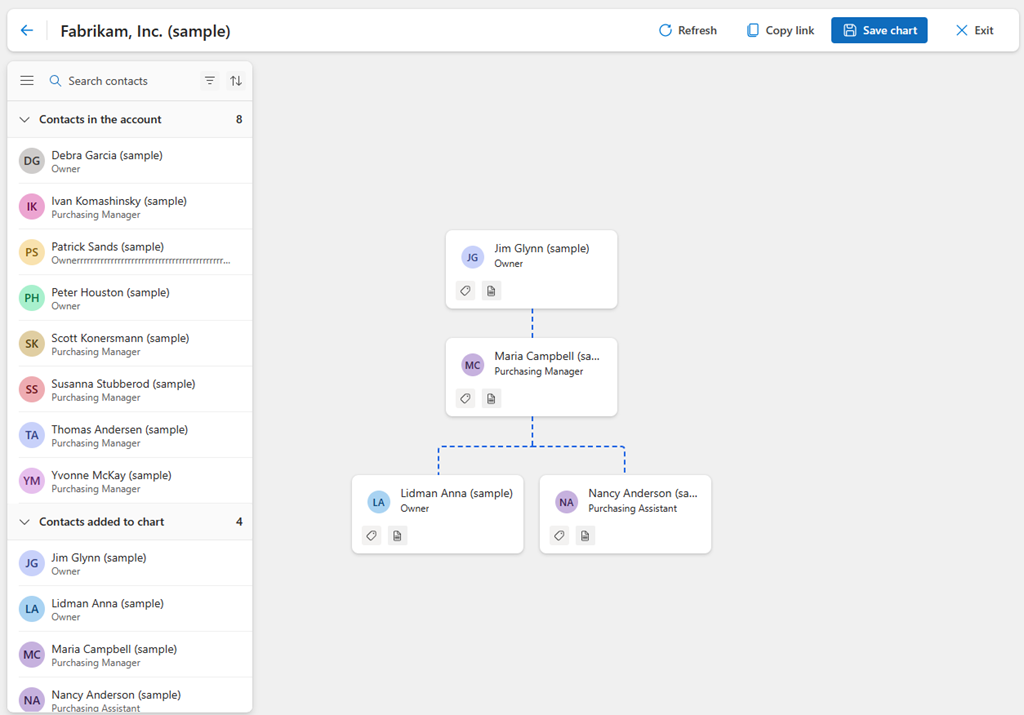 Fabrikam, Inc. (sample)
Refresh
Copy link
Save chart
Exit
Search contacts
Contacts in the account 8
DG Debra Garcia (sample)
Owner
IK Ivan Komashinsky (sample)
Purchasing Manager
PS Patrick Sands (sample)
Ownerrrrrrrrrrrrrrrrrrrrrrrrrrrrrrrrrrrrrrrrr...
PH Peter Houston (sample)
Owner
SK Scott Konersmann (sample)
Purchasing Manager
SS Susanna Stubberod (sample)
Purchasing Manager
TA Thomas Andersen (sample)
Purchasing Manager
YM Yvonne McKay (sample)
Purchasing Manager
Contacts added to chart 4
JG Jim Glynn (sample)
Owner
LA Lidman Anna (sample)
Owner
MC Maria Campbell (sample)
Purchasing Manager
NA Nancy Anderson (sample)
Purchasing Assistant
JG Jim Glynn (sample)
Owner
MC Maria Campbell (sa...
Purchasing Manager
LA Lidman Anna (sample)
Owner
NA Nancy Anderson (sa...
Purchasing Assistant